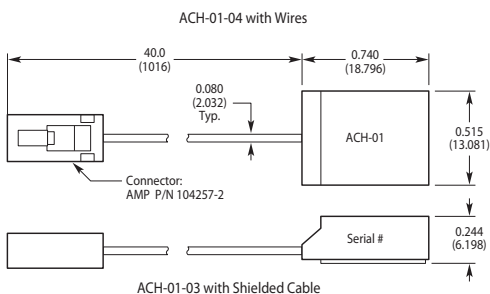 ACH-01-04 with Wires
40.0
(1016)
0.740
(18.796)
0.080
(2.032)
Typ.
ACH-01
0.515
(13.081)
Connector:
AMP P/N 104257-2
Serial #
0.244
(6.198)
ACH-01-03 with Shielded Cable